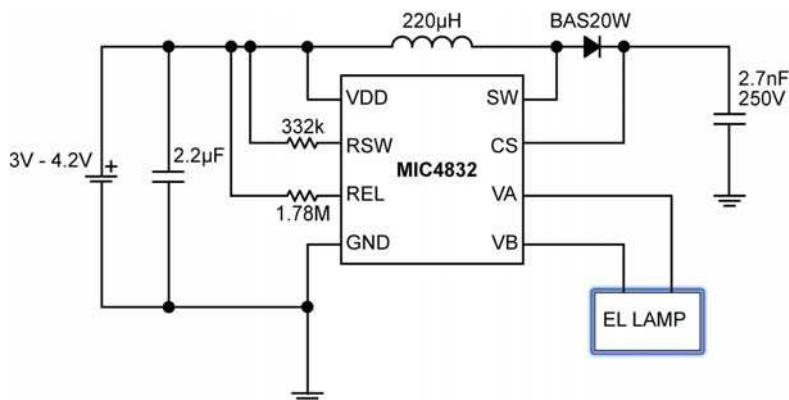 220µH
BAS20W
3V - 4.2V
+
2.2µF
332k
1.78M
VDD
RSW
REL
GND
MIC4832
SW
CS
VA
VB
2.7nF
250V
EL LAMP